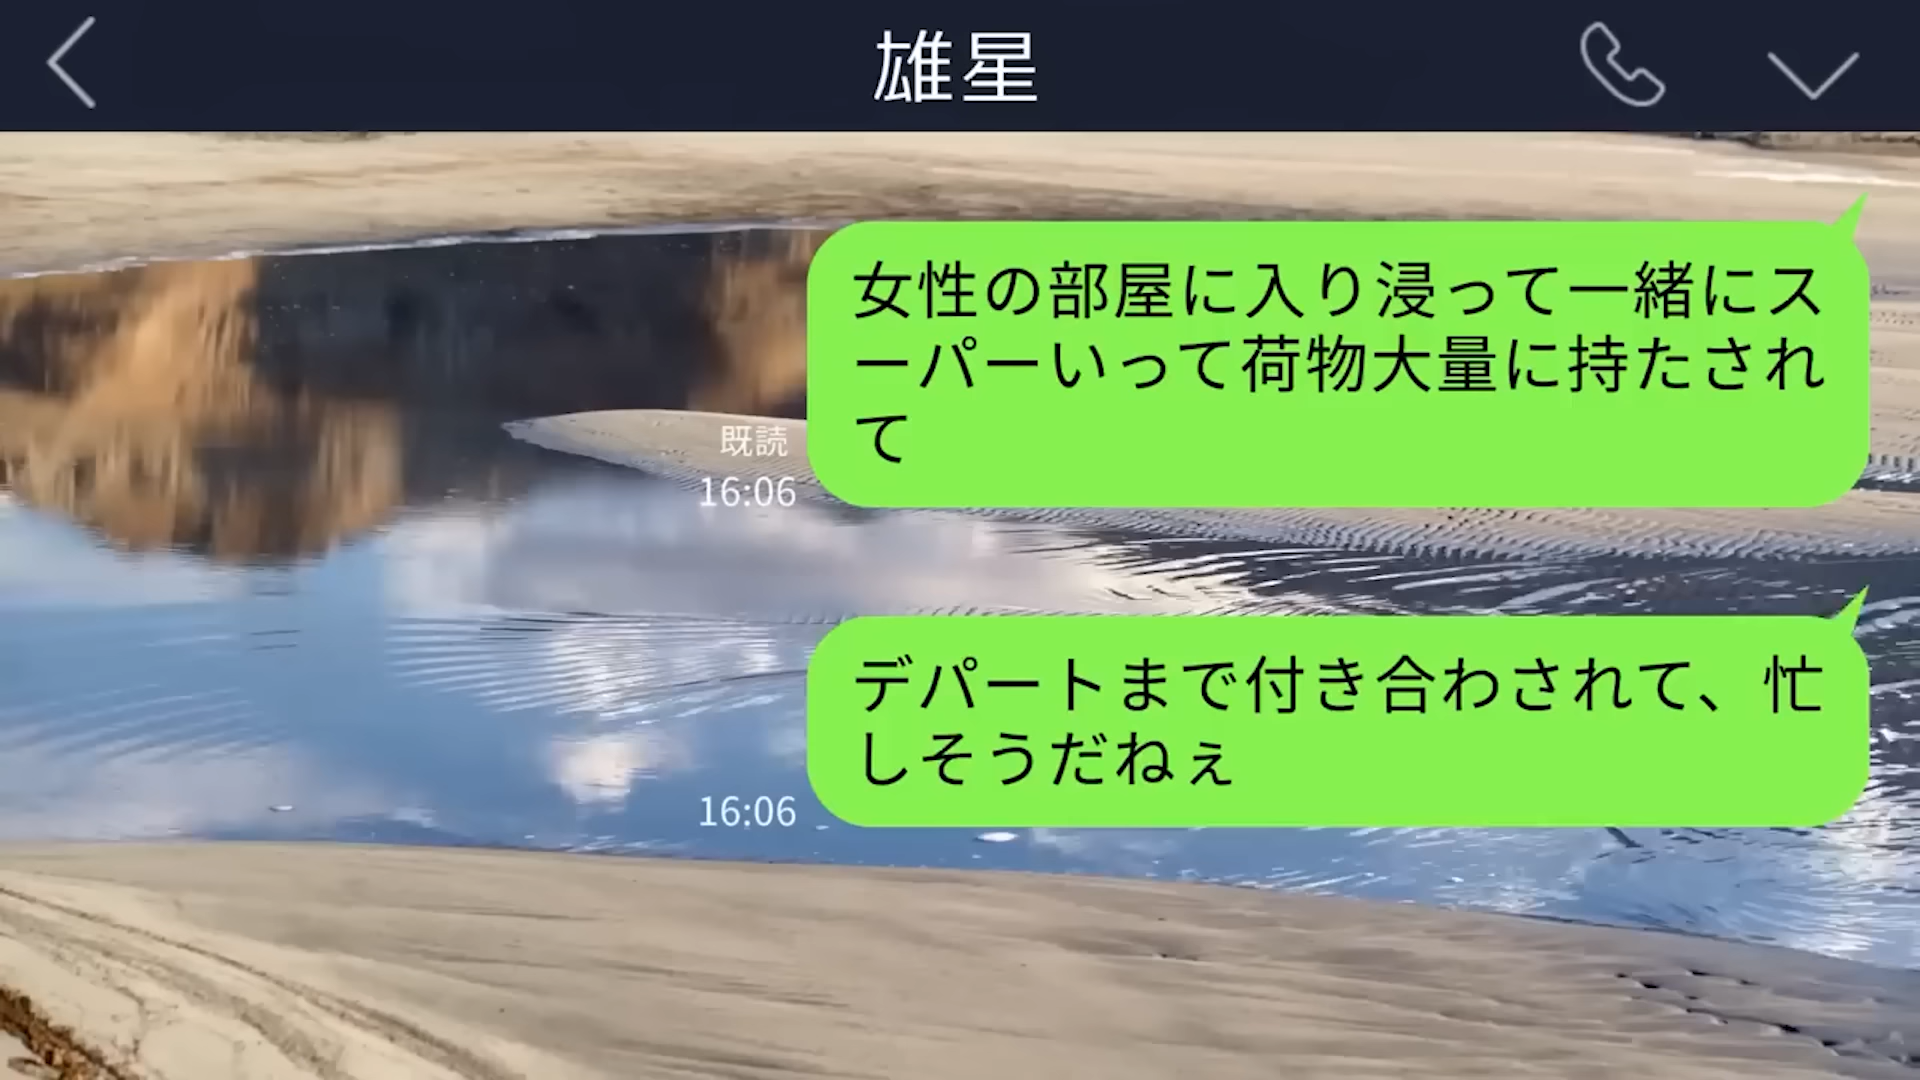 雄星
女性の部屋に入り浸って一緒にス
ーパーいって荷物大量に持たされ
て
既読
16:06
デパートまで付き合わされて、忙
しそうだねぇ
16:06